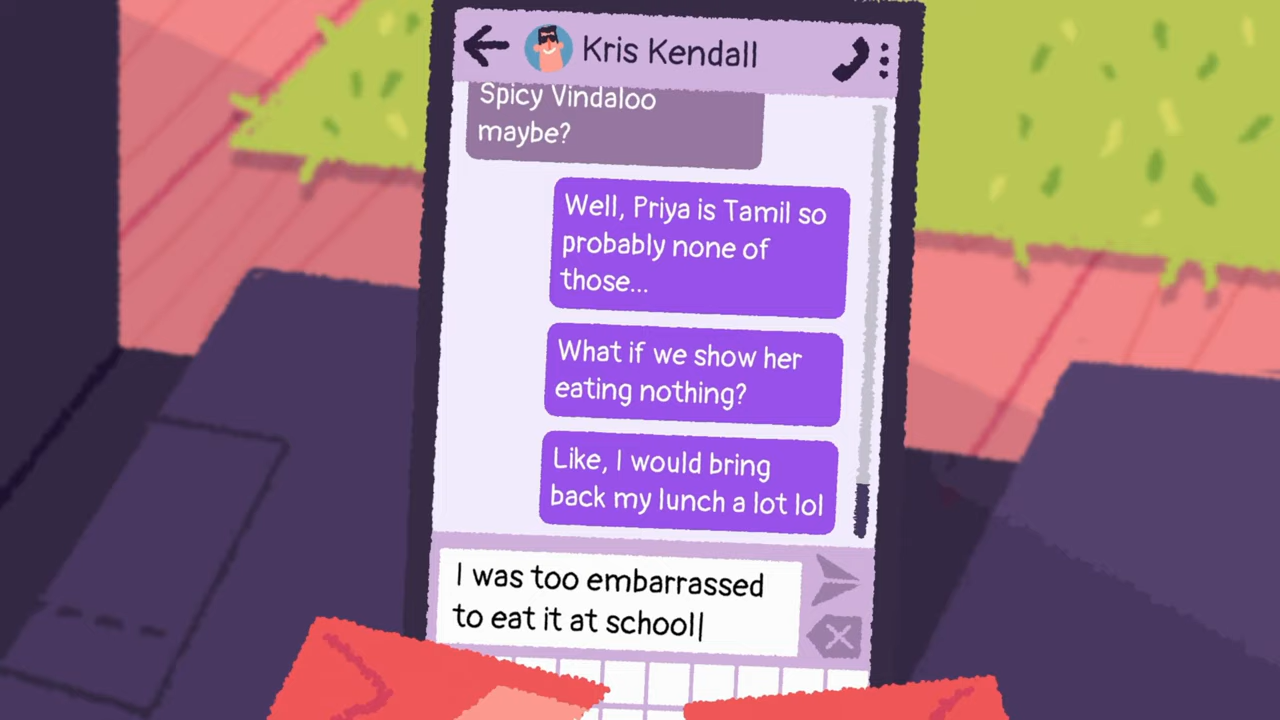 Kris Kendall
Spicy Vindaloo
maybe?
Well, Priya is Tamil so
probably none of
those...
What if we show her
eating nothing?
Like, I would bring
back my lunch a lot lol
I was too embarrassed
to eat it at school